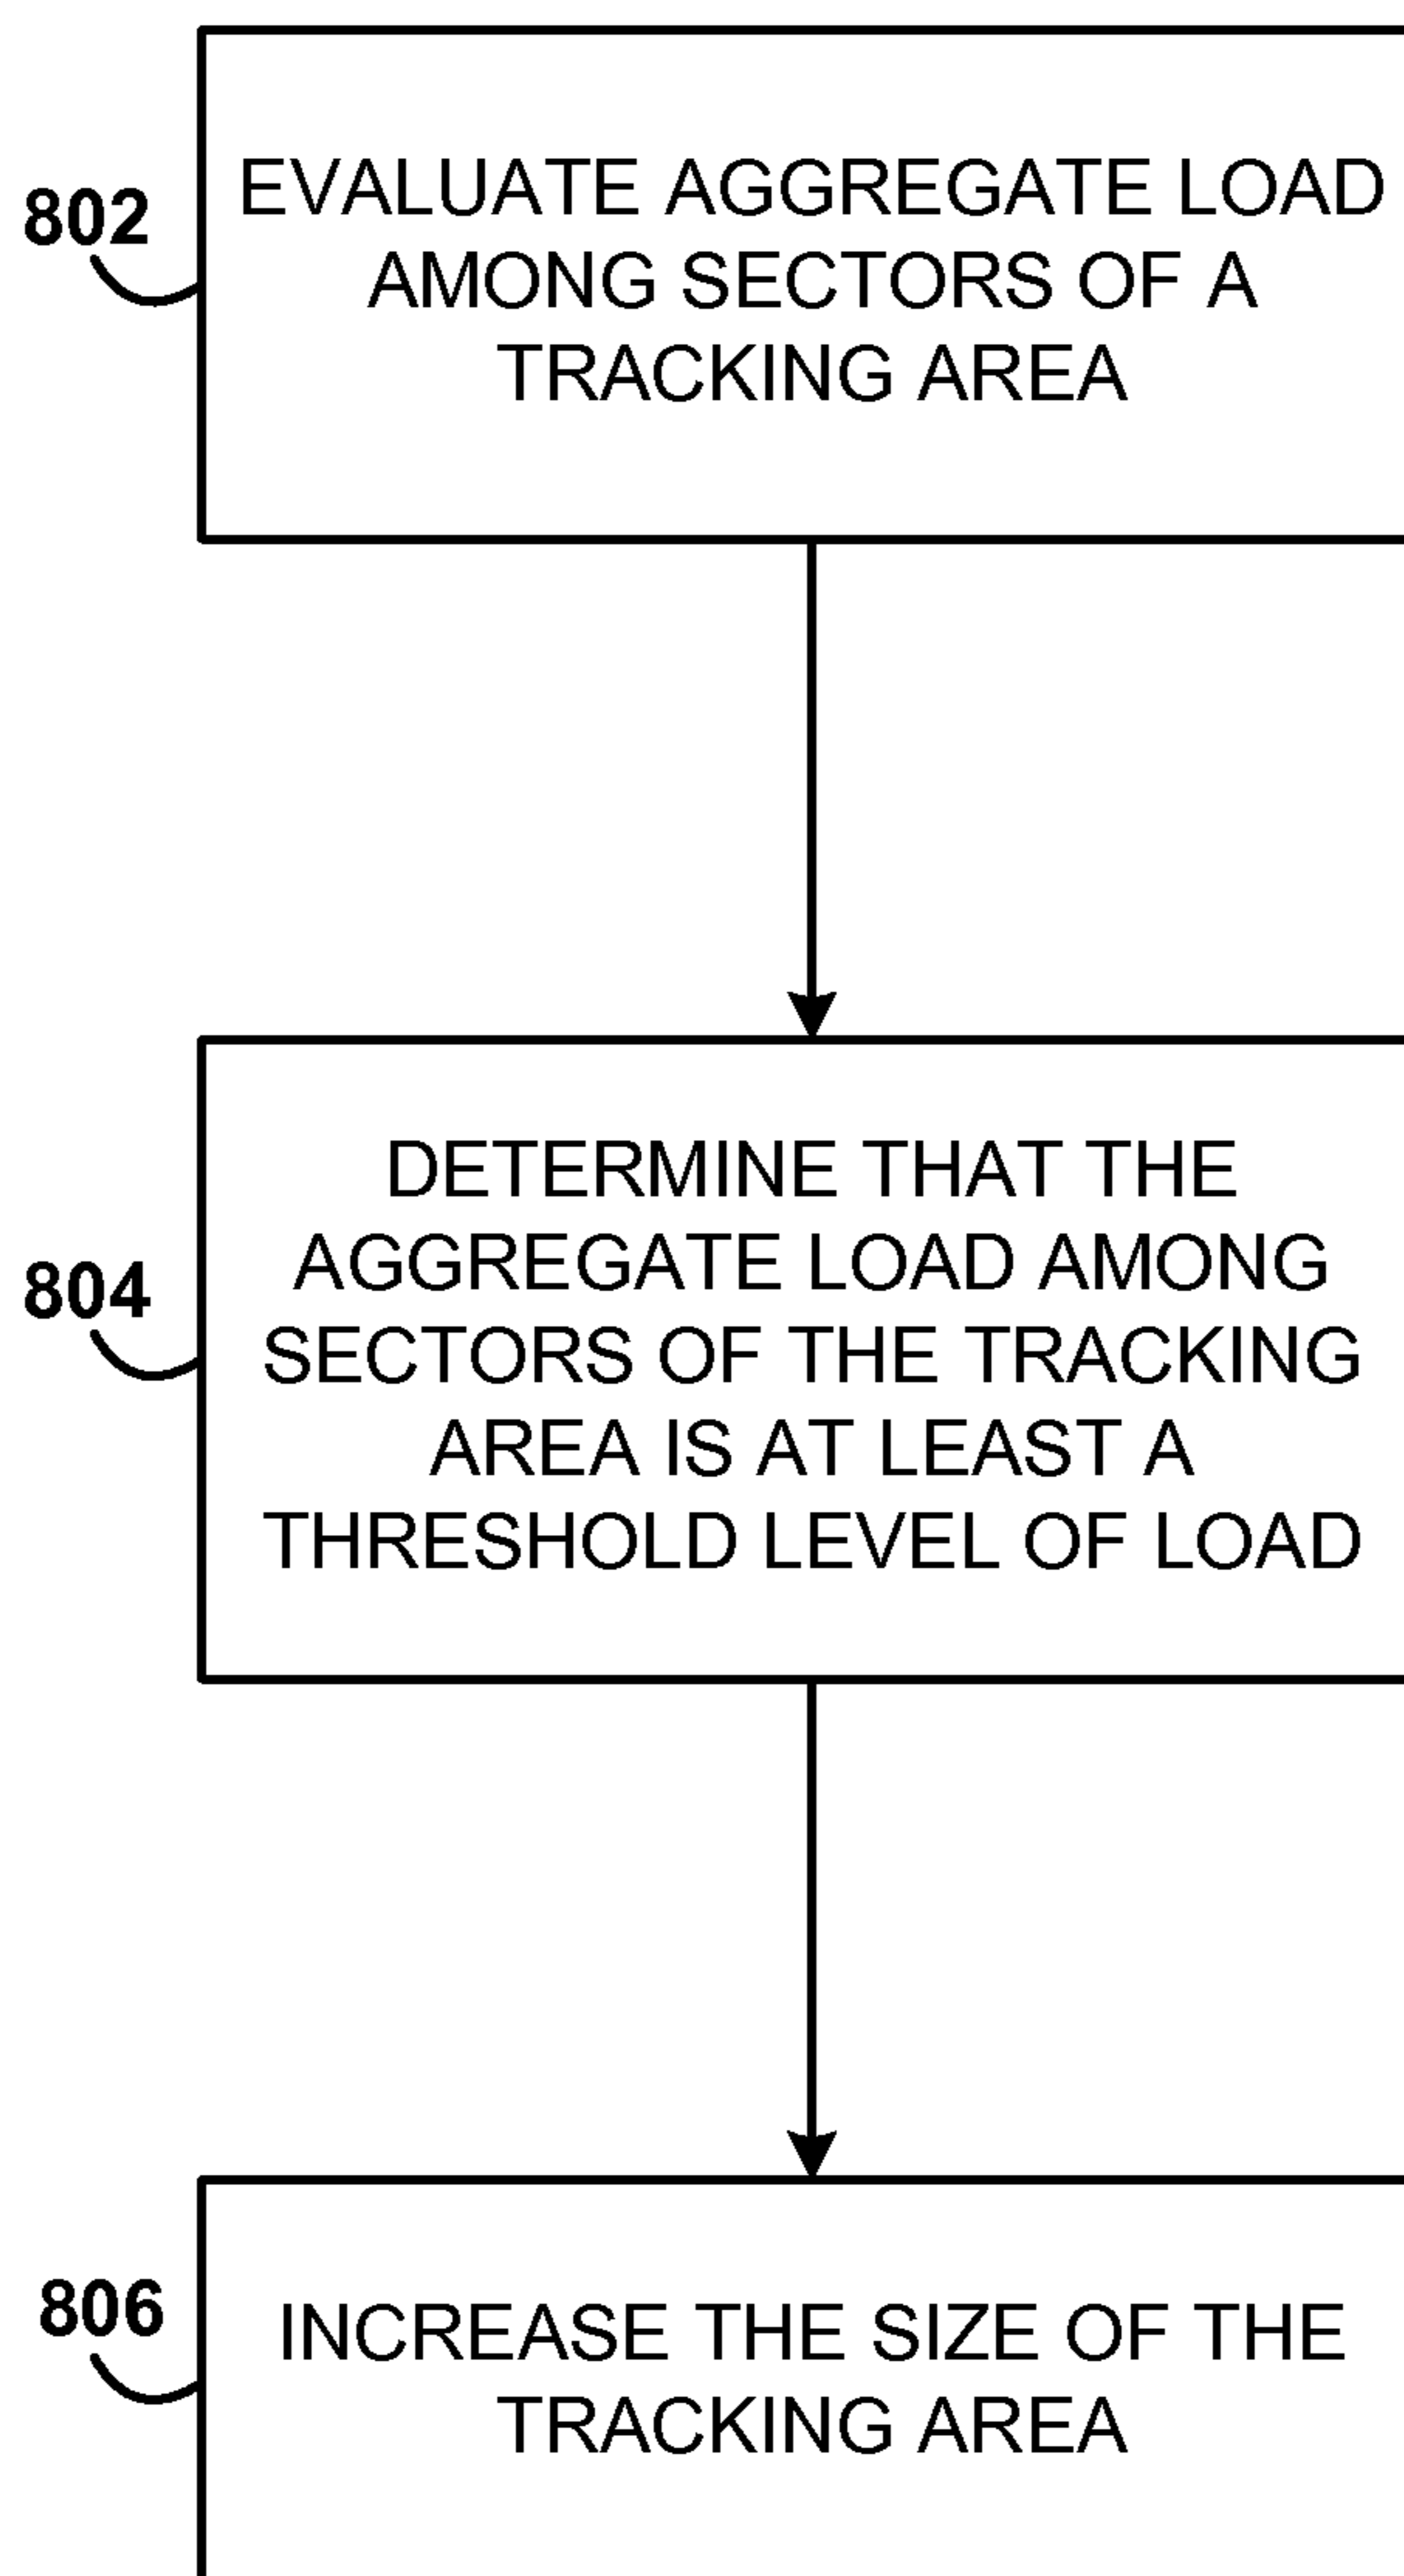 802
EVALUATE AGGREGATE LOAD
AMONG SECTORS OF A
TRACKING AREA
804
DETERMINE THAT THE
AGGREGATE LOAD AMONG
SECTORS OF THE TRACKING
AREA IS AT LEAST A
THRESHOLD LEVEL OF LOAD
806
INCREASE THE SIZE OF THE
TRACKING AREA